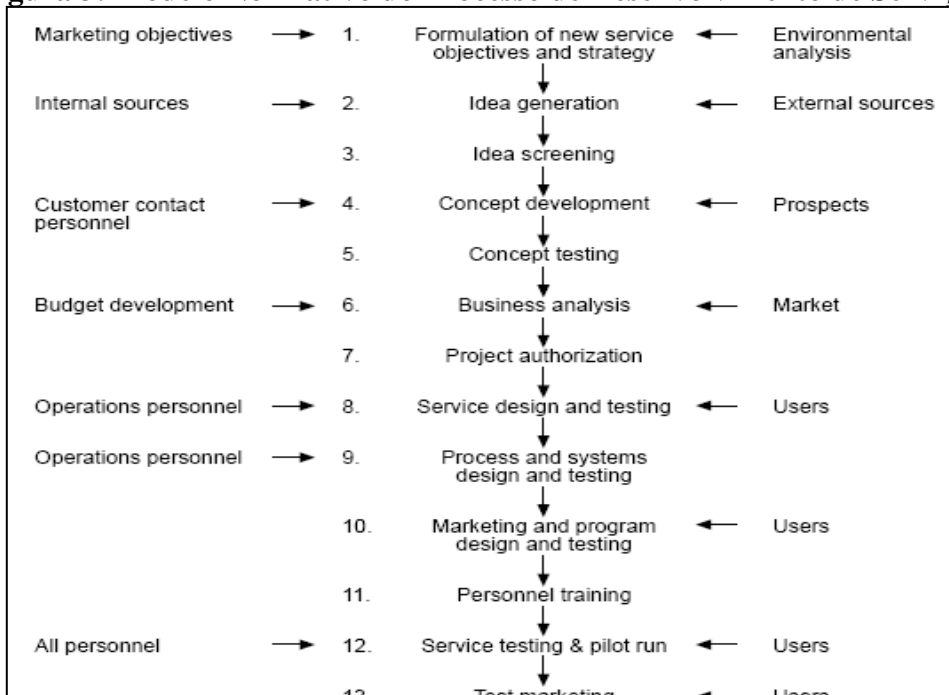 Marketing objectives 1. Formulation of new service Environmental
objectives and strategy analysis
Internal sources 2. Idea generation External sources
3. Idea screening
Customer contact 4. Concept development Prospects
personnel
5. Concept testing
Budget development 6. Business analysis Market
7. Project authorization
Operations personnel 8. Service design and testing Users
Operations personnel 9. Process and systems
design and testing
10. Marketing and program Users
design and testing
11. Personnel training
All personnel 12. Service testing & pilot run Users
13. Test marketing Users